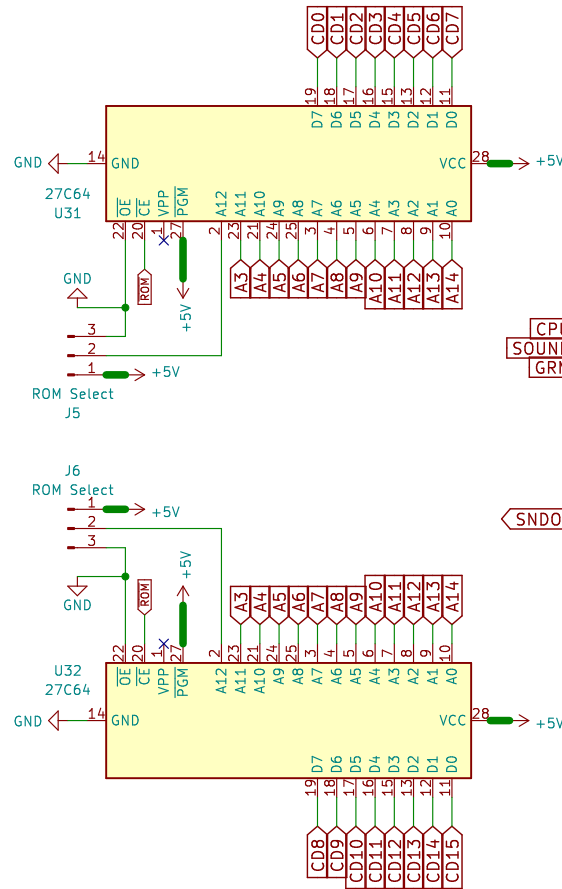 CD0 CD1 CD2 CD3 CD4 CD5 CD6 CD7
19 18 17 16 15 13 12 11
D7 D6 D5 D4 D3 D2 D1 D0
GND 14 GND VCC 28 +5V
27C64
U31
OE CE VPP PGM A12 A11 A10 A9 A8 A7 A6 A5 A4 A3 A2 A1 A0
22 20 1 27 2 23 21 24 25 3 4 5 6 7 8 9 10
ROM
A3 A4 A5 A6 A7 A8 A9 A10 A11 A12 A13 A14
GND
+5V
3
2
1 +5V
ROM Select
J5
CPU
SOUND
GRN
J6
ROM Select
1 +5V
2
3
SNDO
GND
ROM
+5V
A3 A4 A5 A6 A7 A8 A9 A10 A11 A12 A13 A14
22 20 1 27 2 23 21 24 25 3 4 5 6 7 8 9 10
OE CE VPP PGM A12 A11 A10 A9 A8 A7 A6 A5 A4 A3 A2 A1 A0
U32
27C64
GND 14 GND VCC 28 +5V
D7 D6 D5 D4 D3 D2 D1 D0
19 18 17 16 15 13 12 11
CD8 CD9 CD10 CD11 CD12 CD13 CD14 CD15